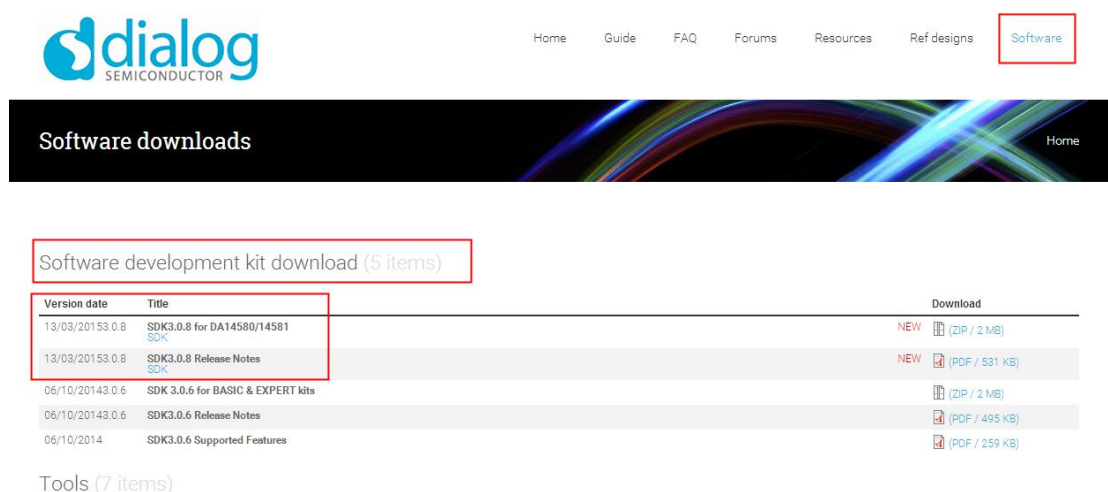 dialog
SEMICONDUCTOR
Home Guide FAQ Forums Resources Ref designs Software
Software downloads
Home
Software development kit download (5 items)
Version date Title Download
13/03/20153.0.8 SDK3.0.8 for DA14580/14581 NEW (ZIP / 2 MB)
SDK
13/03/20153.0.8 SDK3.0.8 Release Notes NEW (PDF / 531 KB)
SDK
06/10/20143.0.6 SDK 3.0.6 for BASIC & EXPERT kits (ZIP / 2 MB)
06/10/20143.0.6 SDK3.0.6 Release Notes (PDF / 495 KB)
06/10/2014 SDK3.0.6 Supported Features (PDF / 259 KB)
Tools (7 items)